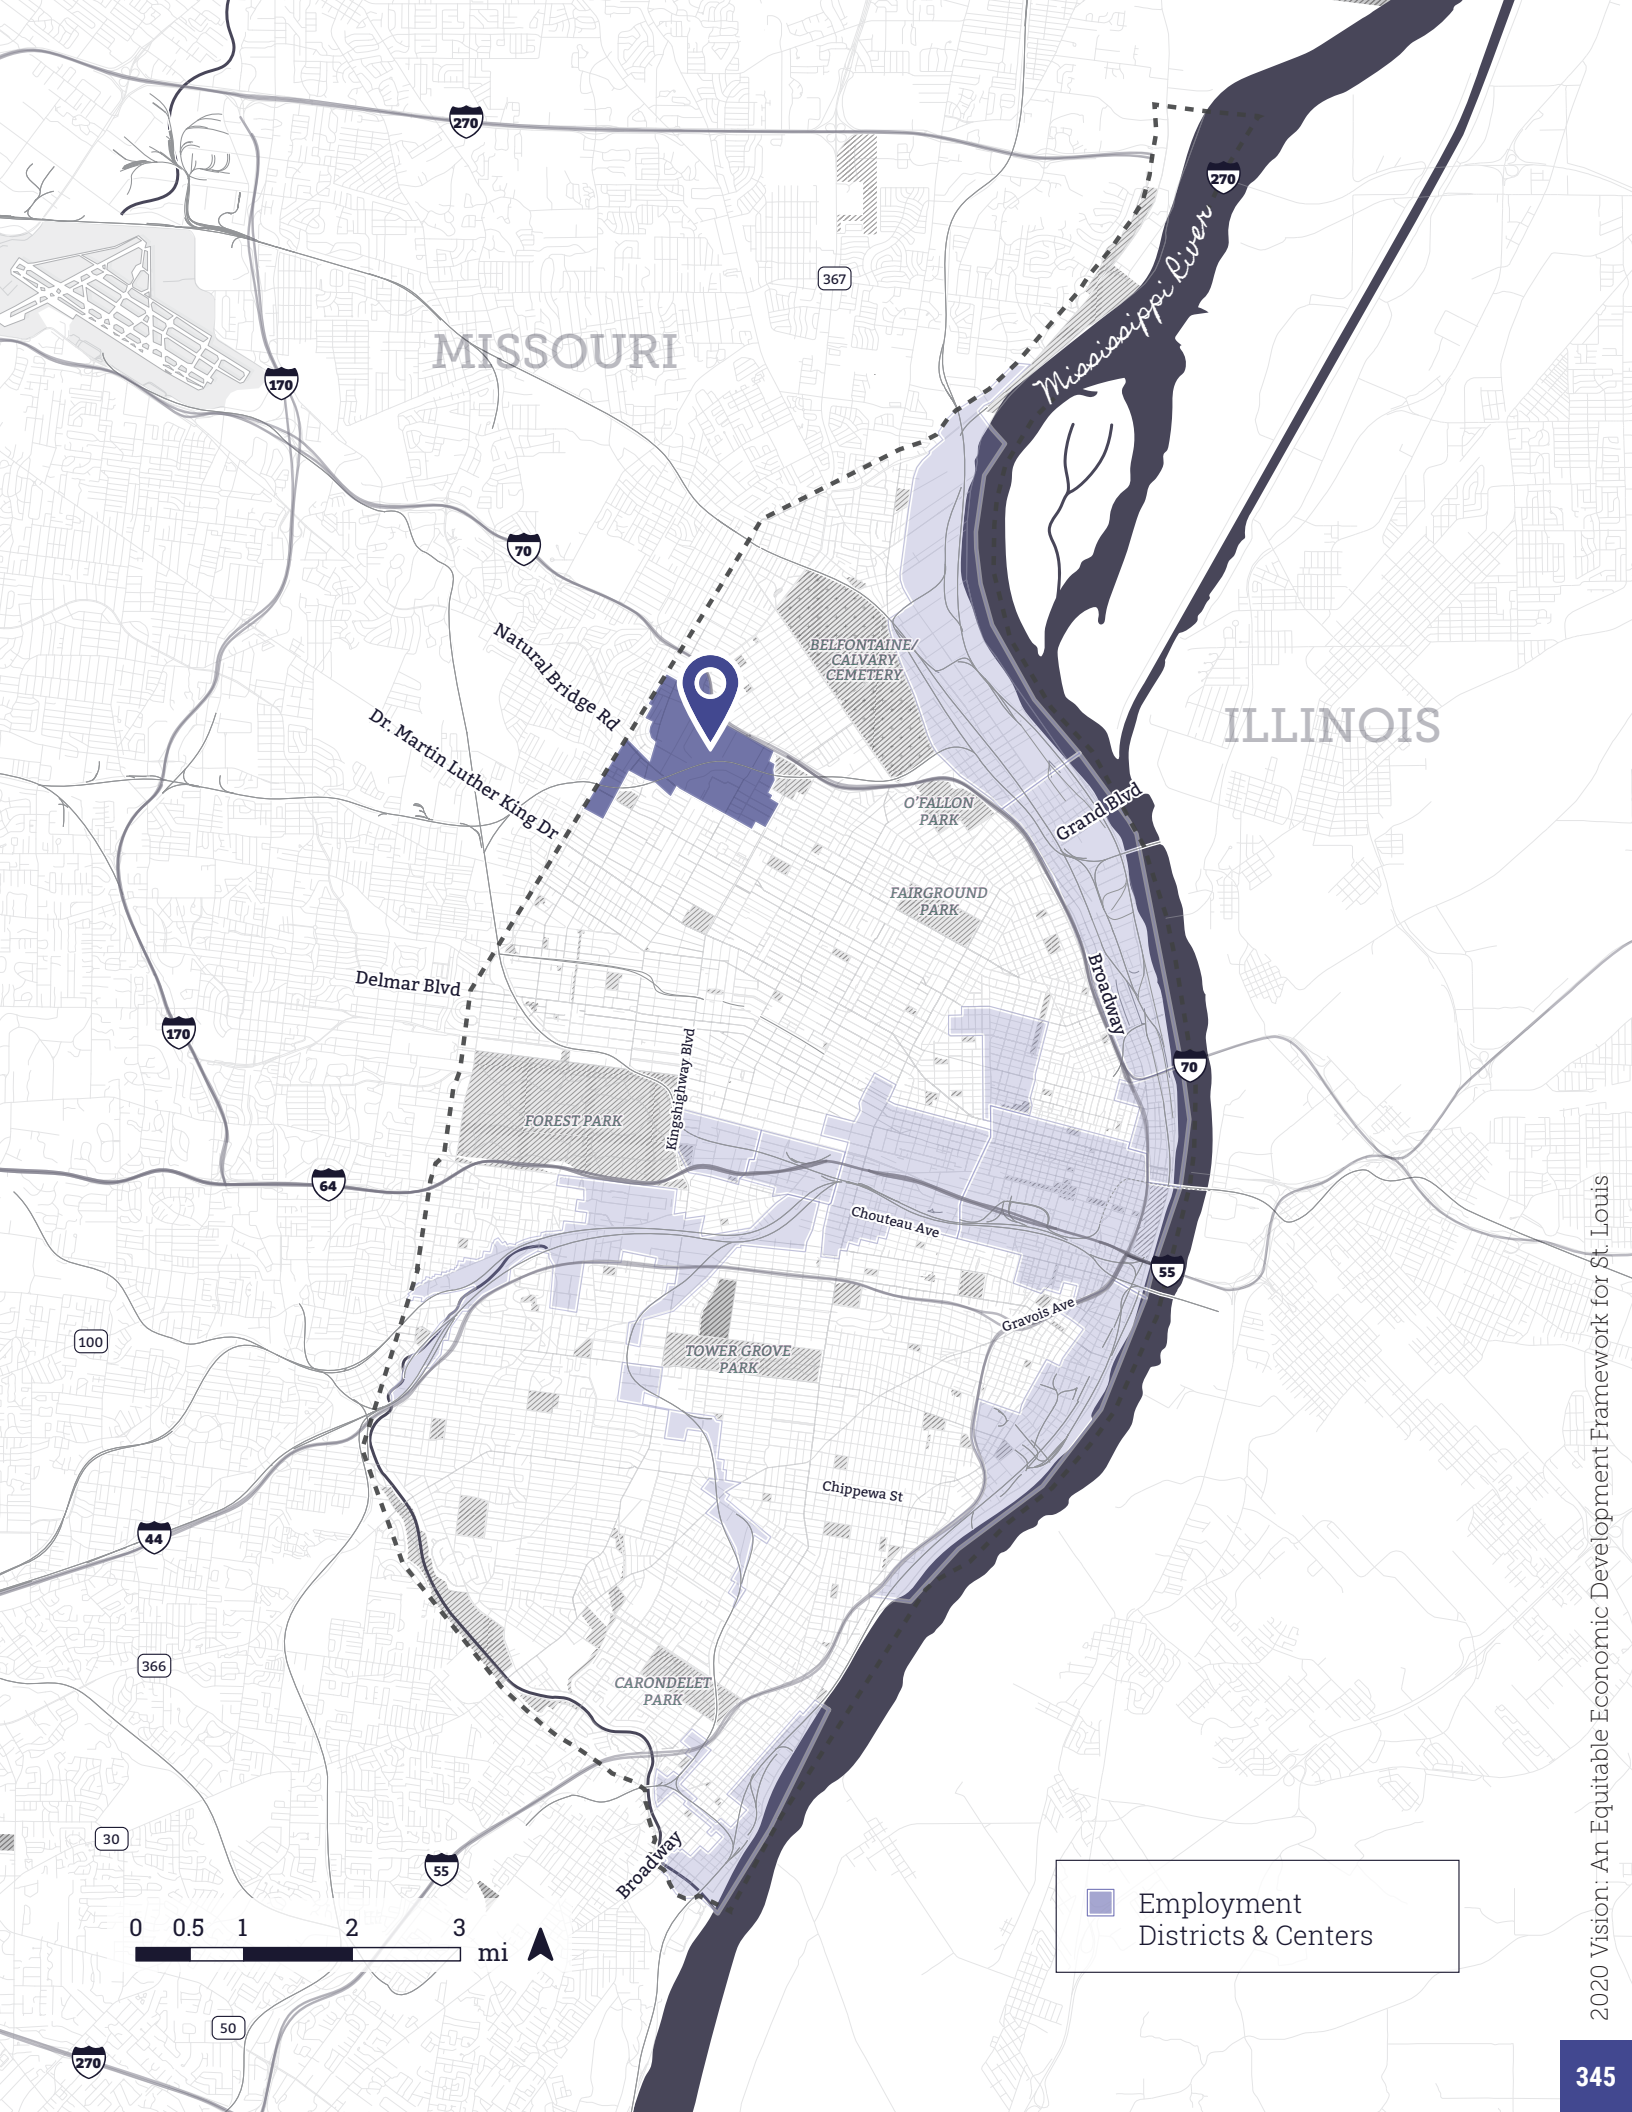 270
270
Mississippi River
367
MISSOURI
170
70
Natural Bridge Rd
BELFONTAINE/
CALVARY
CEMETERY
Dr. Martin Luther King Dr
ILLINOIS
O'FALLON
PARK
Grand Blvd
FAIRGROUND
PARK
Delmar Blvd
Broadway
170
Kingshighway Blvd
70
FOREST PARK
64
Chouteau Ave
55
Gravois Ave
100
TOWER GROVE
PARK
Chippewa St
44
366
CARONDELET
PARK
30
55
Broadway
0 0.5 1 2 3
mi
Employment
Districts & Centers
50
270
2020 Vision: An Equitable Economic Development Framework for St. Louis
345